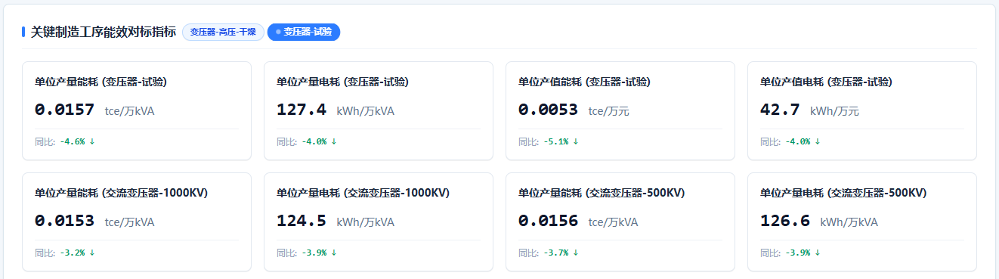 关键制造工序能效对标指标 变压器-高压-干燥 变压器-试验
单位产量能耗 (变压器-试验) 单位产量电耗 (变压器-试验) 单位产值能耗 (变压器-试验) 单位产值电耗 (变压器-试验)
0.0157 tce/万kVA 127.4 kWh/万kVA 0.0053 tce/万元 42.7 kWh/万元
同比: -4.6% ↓ 同比: -4.0% ↓ 同比: -5.1% ↓ 同比: -4.0% ↓
单位产量能耗 (交流变压器-1000KV) 单位产量电耗 (交流变压器-1000KV) 单位产量能耗 (交流变压器-500KV) 单位产量电耗 (交流变压器-500KV)
0.0153 tce/万kVA 124.5 kWh/万kVA 0.0156 tce/万kVA 126.6 kWh/万kVA
同比: -3.2% ↓ 同比: -3.9% ↓ 同比: -3.7% ↓ 同比: -3.9% ↓